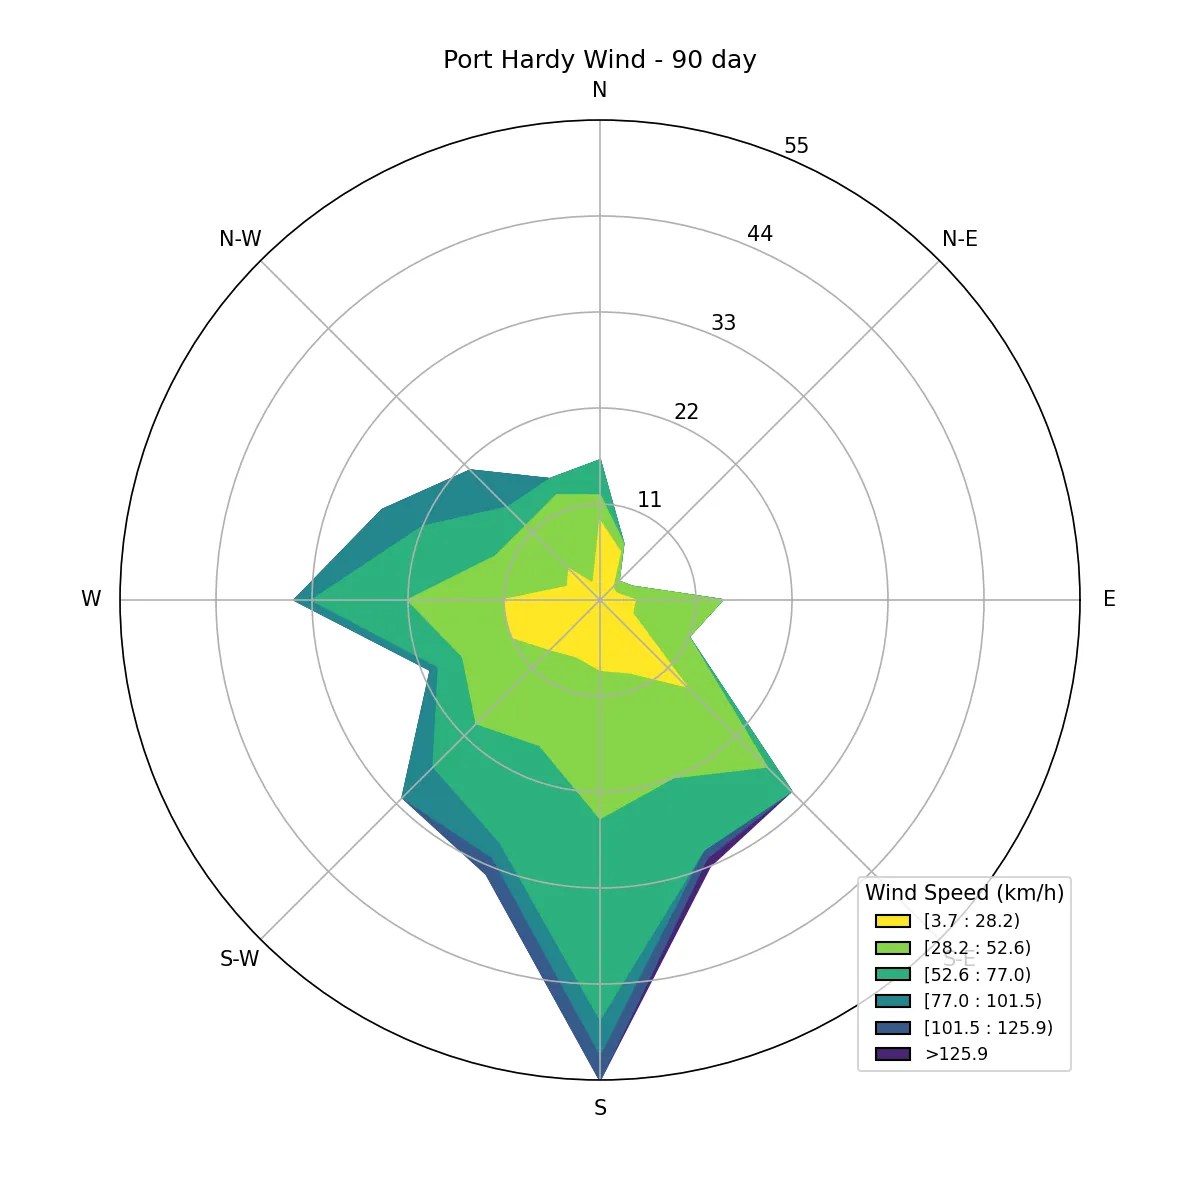 Port Hardy Wind - 90 day
N
55
N-W
44
N-E
33
22
11
W
E
Wind Speed (km/h)
[3.7 : 28.2)
[28.2 : 52.6)
S-W
S-E
[52.6 : 77.0)
[77.0 : 101.5)
[101.5 : 125.9)
>125.9
S